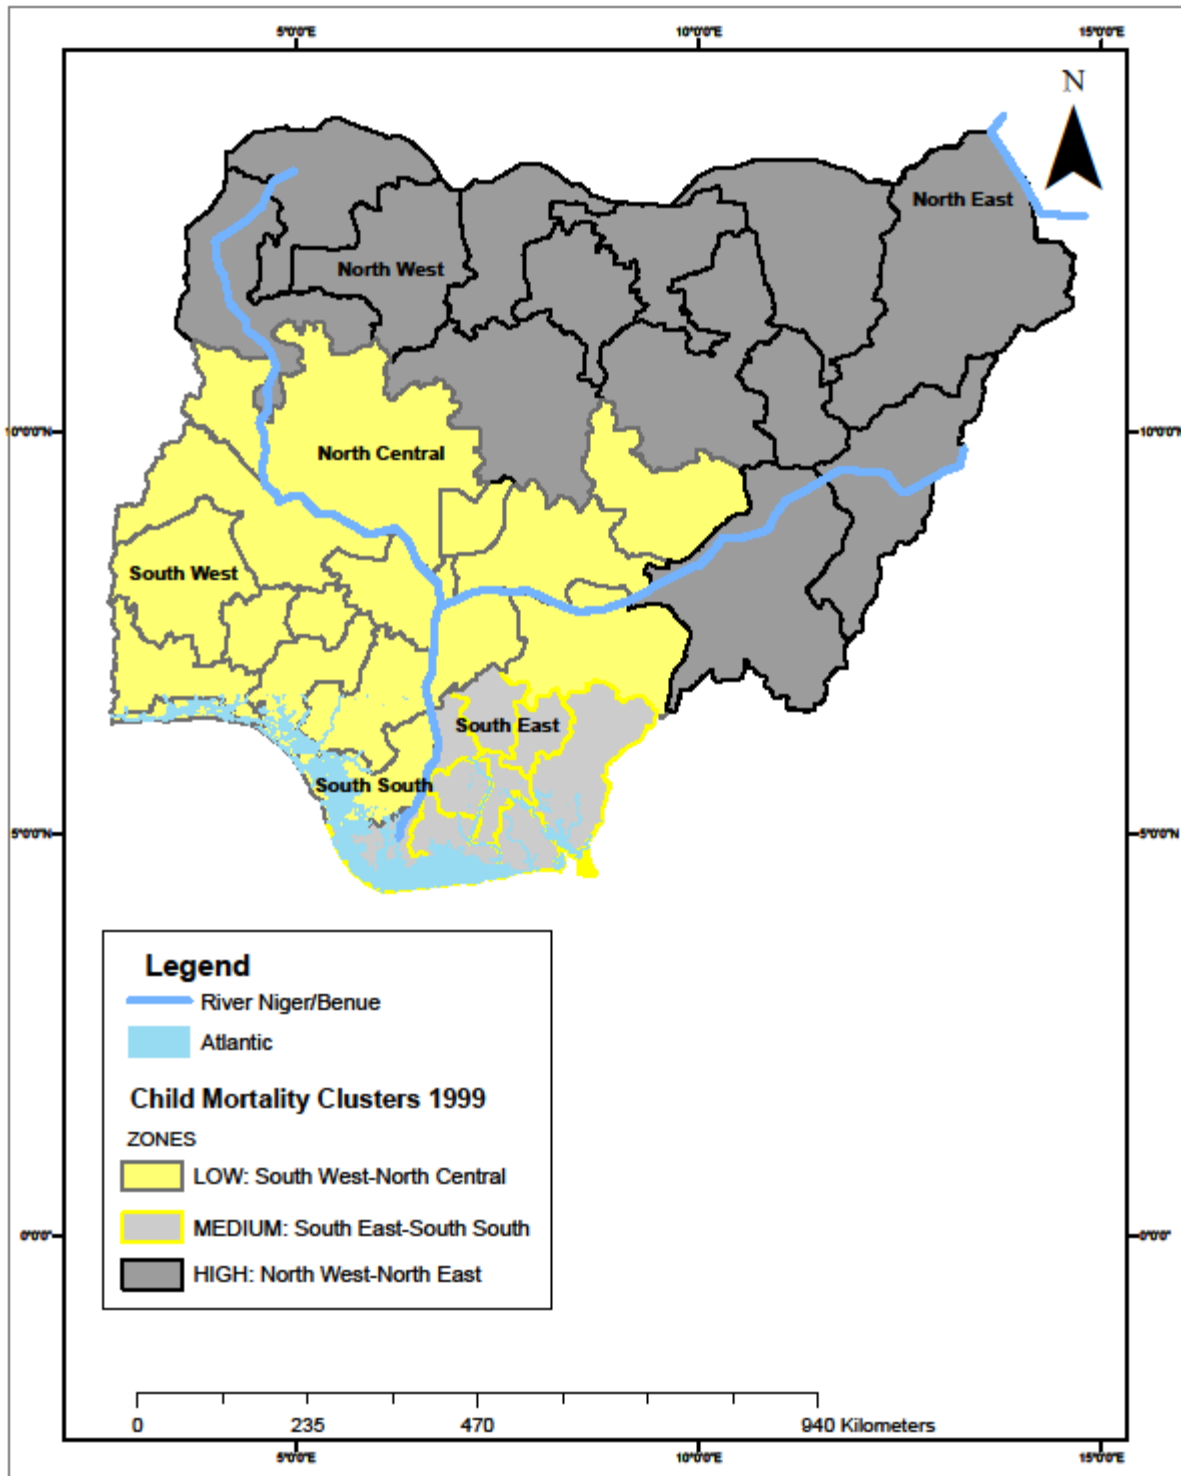 5°0'0"E 10°0'0"E 15°0'0"E
N
North East
North West
10°0'0"N 10°0'0"N
North Central
South West
South East
South South
5°0'0"N 5°0'0"N
Legend
River Niger/Benue
Atlantic
Child Mortality Clusters 1999
ZONES
LOW: South West-North Central
MEDIUM: South East-South South
0°0'0" 0°0'0"
HIGH: North West-North East
0 235 470 940 Kilometers
5°0'0"E 10°0'0"E 15°0'0"E